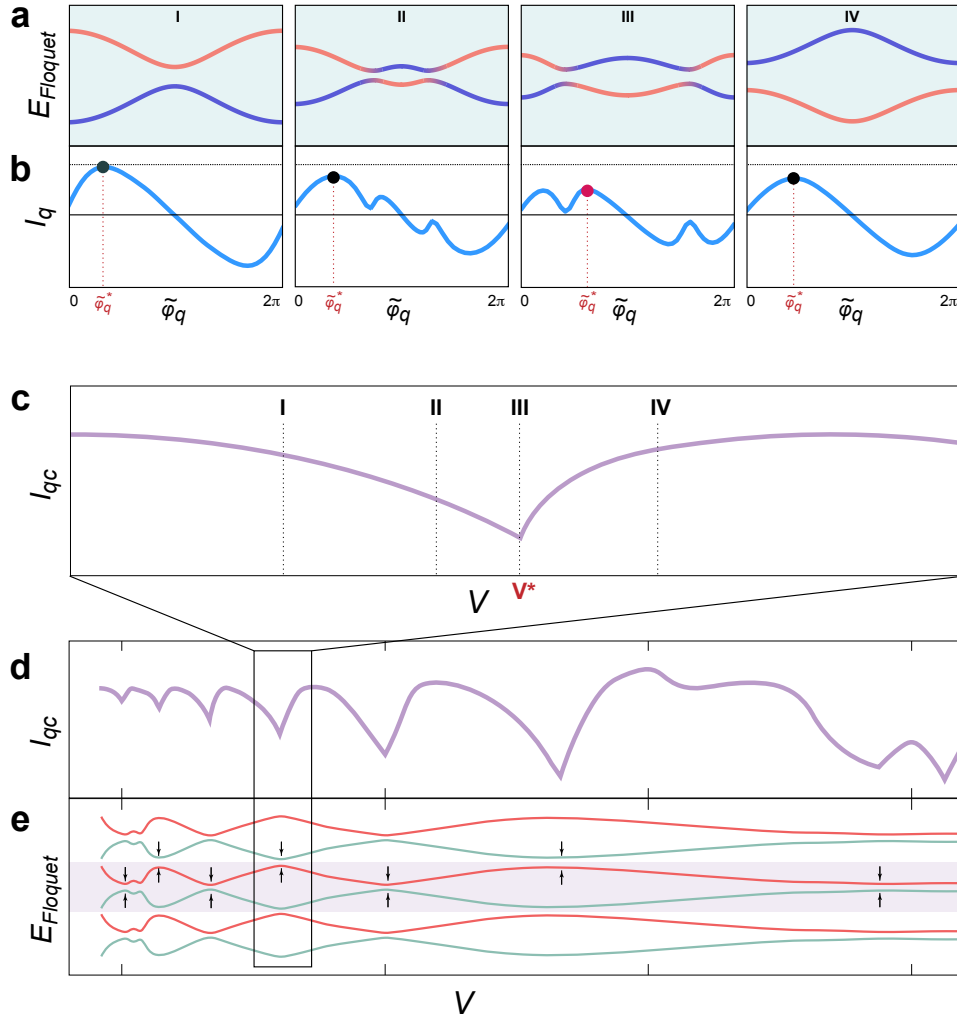 a
I
II
III
IV
E_Floquet
b
I_q
0
φ̃_q*
φ̃_q
2π
0
φ̃_q*
φ̃_q
2π
0
φ̃_q*
φ̃_q
2π
0
φ̃_q*
φ̃_q
2π
c
I
II
III
IV
I_qc
V
V*
d
I_qc
e
E_Floquet
V